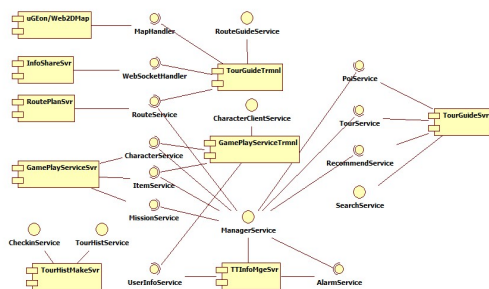 uGEon/Web2DMap
MapHandler
RouteGuideService
InfoShareSvr
WebSocketHandler
TourGuideTrmnl
PoiService
RoutePlanSvr
RouteService
CharacterClientService
TourService
TourGuideSvr
CharacterService
GamePlayServiceTrmnl
GamePlayServiceSvr
ItemService
RecommendService
MissionService
SearchService
ManagerService
CheckinService
TourHistService
TourHistMakeSvr
UserInfoService
TTInfoMgeSvr
AlarmService